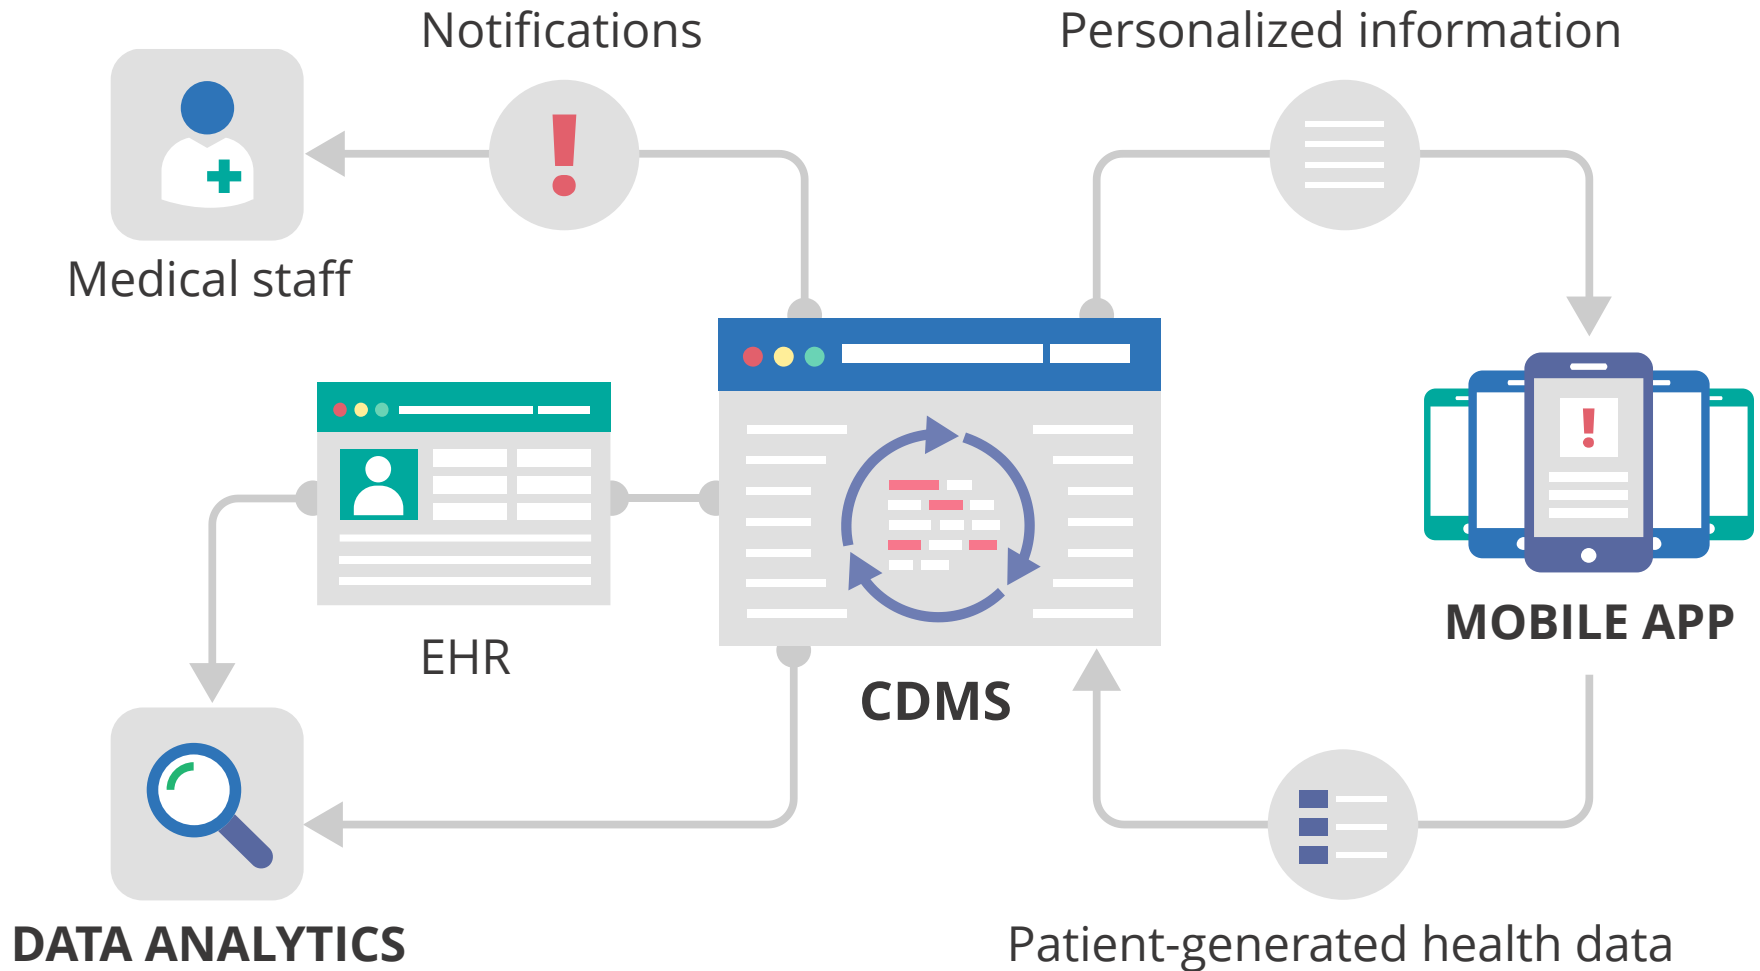 Notifications
Personalized information
Medical staff
EHR
MOBILE APP
CDMS
DATA ANALYTICS
Patient-generated health data